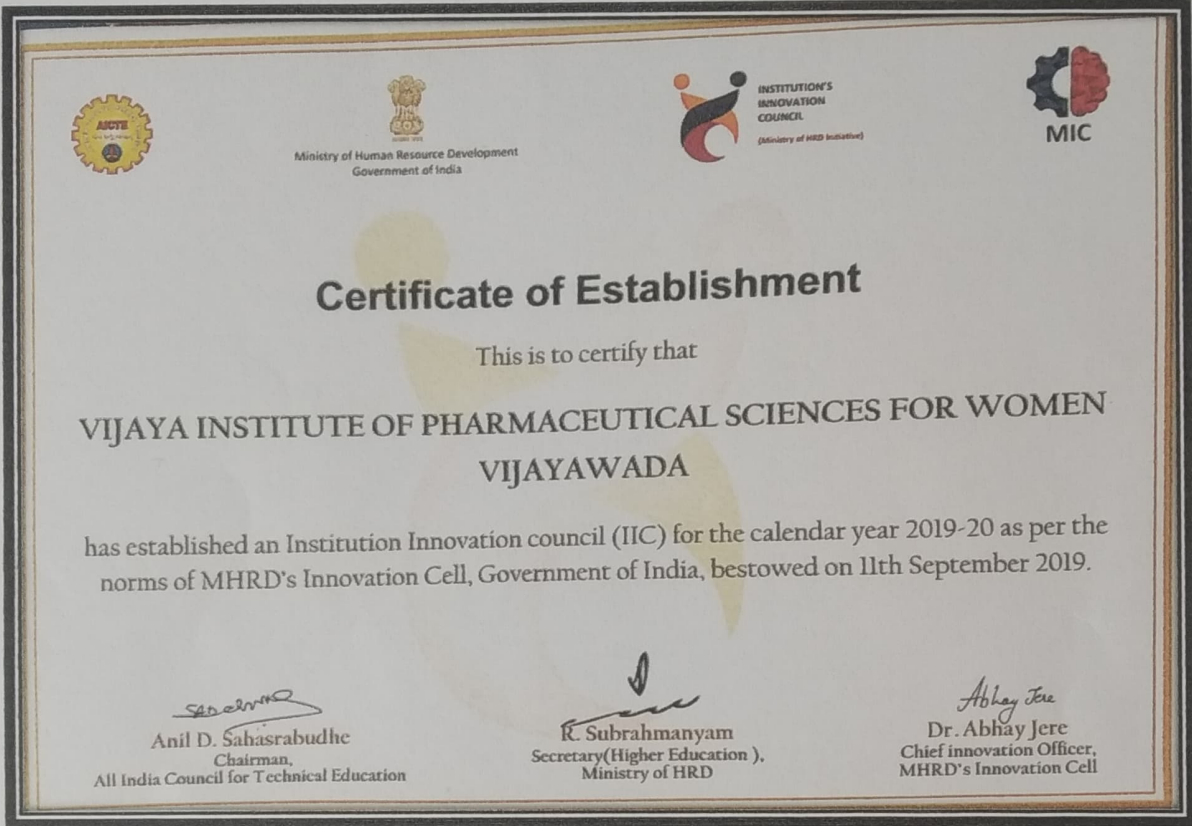 AICTE
Ministry of Human Resource Development
Government of India
INSTITUTION'S
INNOVATION
COUNCIL
(Ministry of HRD Initiative)
MIC
Certificate of Establishment
This is to certify that
VIJAYA INSTITUTE OF PHARMACEUTICAL SCIENCES FOR WOMEN
VIJAYAWADA
has established an Institution Innovation council (IIC) for the calendar year 2019-20 as per the
norms of MHRD's Innovation Cell, Government of India, bestowed on 11th September 2019.
Anil D. Sahasrabudhe
Chairman,
All India Council for Technical Education
R. Subrahmanyam
Secretary(Higher Education ),
Ministry of HRD
Abhay Jere
Dr. Abhay Jere
Chief innovation Officer,
MHRD's Innovation Cell